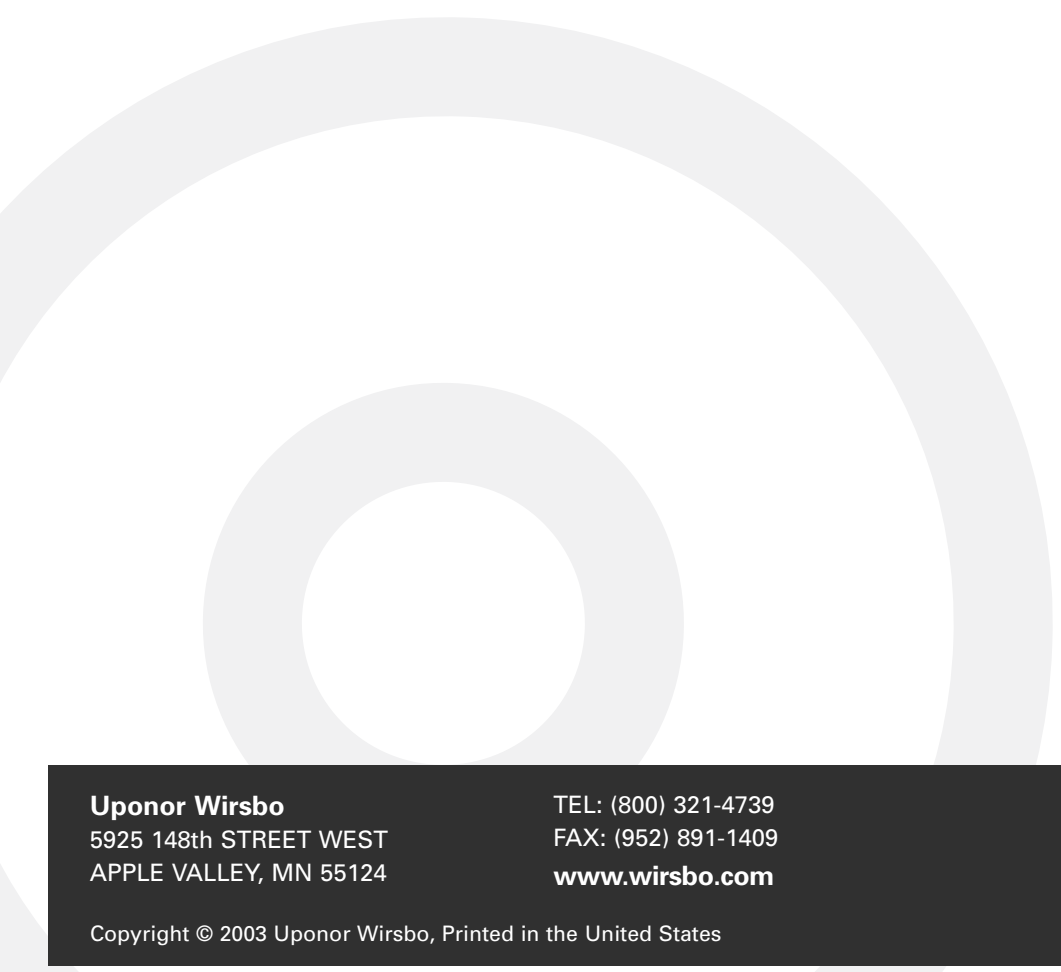 Uponor Wirsbo
5925 148th STREET WEST
APPLE VALLEY, MN 55124
TEL: (800) 321-4739
FAX: (952) 891-1409
www.wirsbo.com
Copyright © 2003 Uponor Wirsbo, Printed in the United States